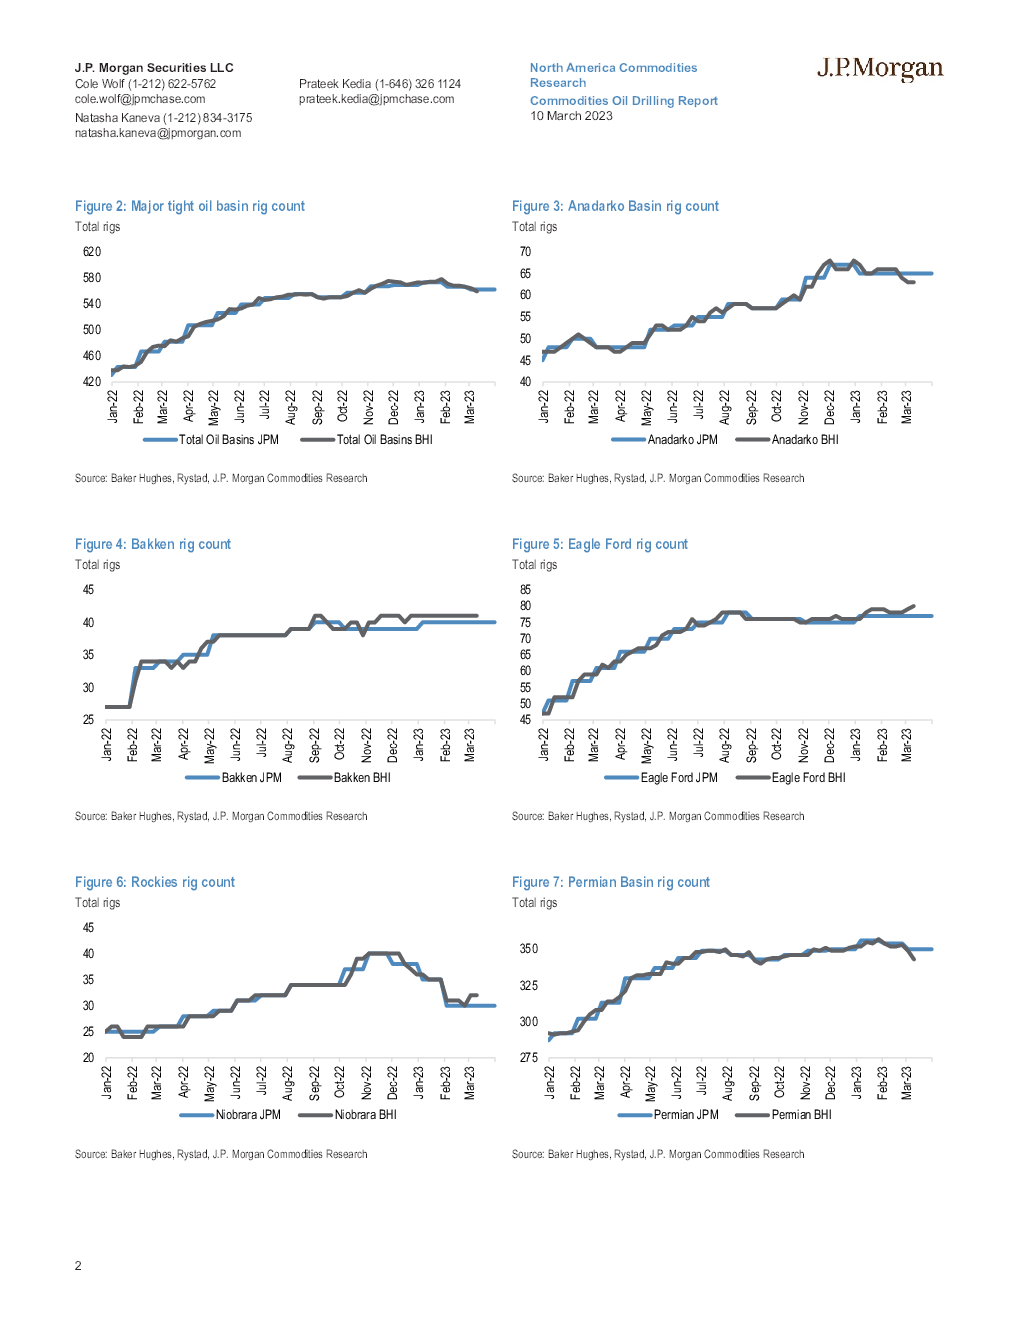 J.P. Morgan Securities LLC
Cole Wolf (1-212) 622-5762
cole.wolf@jpmchase.com
Natasha Kaneva (1-212) 834-3175
natasha.kaneva@jpmorgan.com
Prateek Kedia (1-646) 326 1124
prateek.kedia@jpmchase.com
North America Commodities
Research
Commodities Oil Drilling Report
10 March 2023
J.P.Morgan
Figure 2: Major tight oil basin rig count
Total rigs
620
580
540
500
460
420
Jan-22
Feb-22
Mar-22
Apr-22
May-22
Jun-22
Jul-22
Aug-22
Sep-22
Oct-22
Nov-22
Dec-22
Jan-23
Feb-23
Mar-23
Total Oil Basins JPM
Total Oil Basins BHI
Source: Baker Hughes, Rystad, J.P. Morgan Commodities Research
Figure 3: Anadarko Basin rig count
Total rigs
70
65
60
55
50
45
40
Jan-22
Feb-22
Mar-22
Apr-22
May-22
Jun-22
Jul-22
Aug-22
Sep-22
Oct-22
Nov-22
Dec-22
Jan-23
Feb-23
Mar-23
Anadarko JPM
Anadarko BHI
Source: Baker Hughes, Rystad, J.P. Morgan Commodities Research
Figure 4: Bakken rig count
Total rigs
45
40
35
30
25
Jan-22
Feb-22
Mar-22
Apr-22
May-22
Jun-22
Jul-22
Aug-22
Sep-22
Oct-22
Nov-22
Dec-22
Jan-23
Feb-23
Mar-23
Bakken JPM
Bakken BHI
Source: Baker Hughes, Rystad, J.P. Morgan Commodities Research
Figure 5: Eagle Ford rig count
Total rigs
85
80
75
70
65
60
55
50
45
Jan-22
Feb-22
Mar-22
Apr-22
May-22
Jun-22
Jul-22
Aug-22
Sep-22
Oct-22
Nov-22
Dec-22
Jan-23
Feb-23
Mar-23
Eagle Ford JPM
Eagle Ford BHI
Source: Baker Hughes, Rystad, J.P. Morgan Commodities Research
Figure 6: Rockies rig count
Total rigs
45
40
35
30
25
20
Jan-22
Feb-22
Mar-22
Apr-22
May-22
Jun-22
Jul-22
Aug-22
Sep-22
Oct-22
Nov-22
Dec-22
Jan-23
Feb-23
Mar-23
Niobrara JPM
Niobrara BHI
Source: Baker Hughes, Rystad, J.P. Morgan Commodities Research
Figure 7: Permian Basin rig count
Total rigs
350
325
300
275
Jan-22
Feb-22
Mar-22
Apr-22
May-22
Jun-22
Jul-22
Aug-22
Sep-22
Oct-22
Nov-22
Dec-22
Jan-23
Feb-23
Mar-23
Permian JPM
Permian BHI
Source: Baker Hughes, Rystad, J.P. Morgan Commodities Research
2